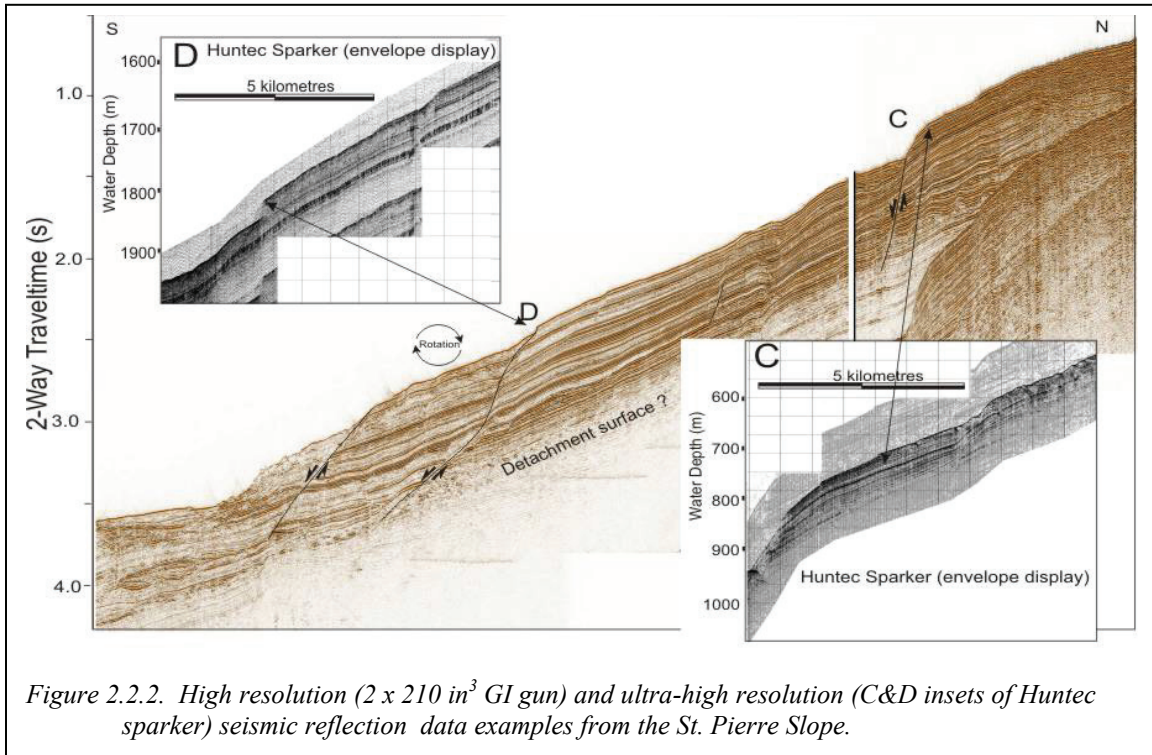 S
N
D
Huntec Sparker (envelope display)
5 kilometres
1600
1700
1800
1900
Water Depth (m)
1.0
2.0
3.0
4.0
2-Way Traveltime (s)
C
D
Rotation
Detachment surface ?
C
5 kilometres
600
700
800
900
1000
Water Depth (m)
Huntec Sparker (envelope display)
Figure 2.2.2. High resolution (2 x 210 in³ GI gun) and ultra-high resolution (C&D insets of Huntec
sparker) seismic reflection data examples from the St. Pierre Slope.